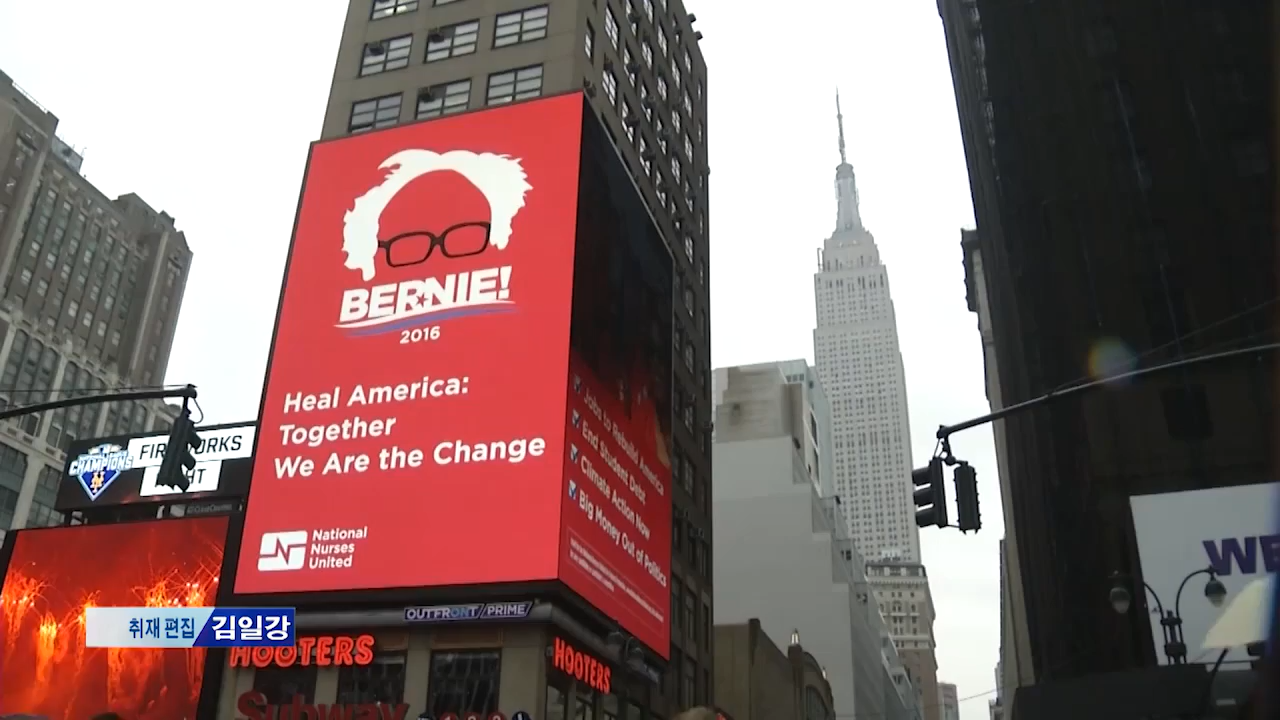 BERNIE!
2016
Heal America:
Together
We Are the Change
National
Nurses
United
Jobs to Rebuild America
End Student Debt
Climate Action Now
Big Money Out of Politics
CHAMPIONS
OUTFRONT/PRIME
HOOTERS
HOOTERS
Subway
WE
취재 편집 김일강